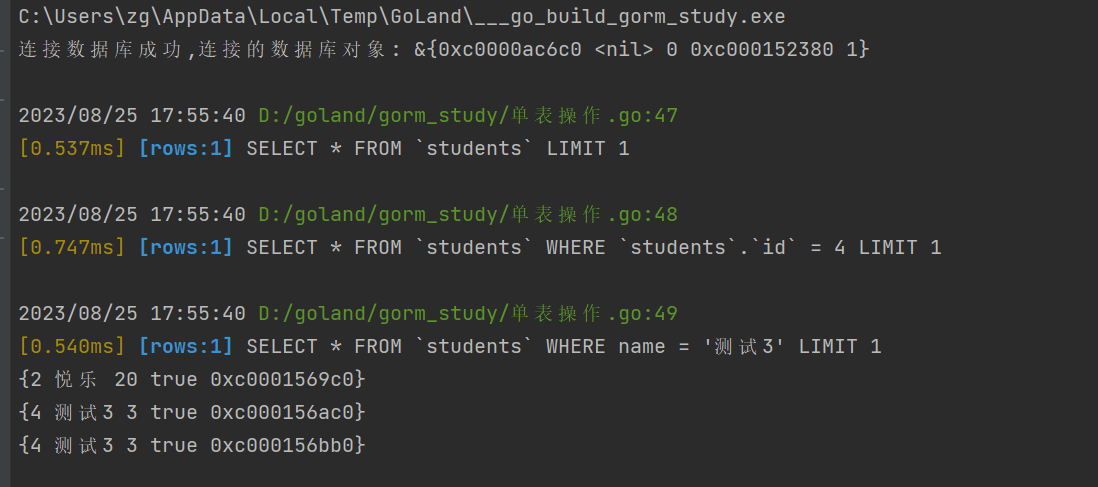 C:\Users\zg\AppData\Local\Temp\GoLand\___go_build_gorm_study.exe
连接数据库成功,连接的数据库对象: &{0xc0000ac6c0 <nil> 0 0xc000152380 1}
2023/08/25 17:55:40 D:/goland/gorm_study/单表操作.go:47
[0.537ms] [rows:1] SELECT * FROM `students` LIMIT 1
2023/08/25 17:55:40 D:/goland/gorm_study/单表操作.go:48
[0.747ms] [rows:1] SELECT * FROM `students` WHERE `students`.`id` = 4 LIMIT 1
2023/08/25 17:55:40 D:/goland/gorm_study/单表操作.go:49
[0.540ms] [rows:1] SELECT * FROM `students` WHERE name = '测试3' LIMIT 1
{2 悦乐 20 true 0xc0001569c0}
{4 测试3 3 true 0xc000156ac0}
{4 测试3 3 true 0xc000156bb0}